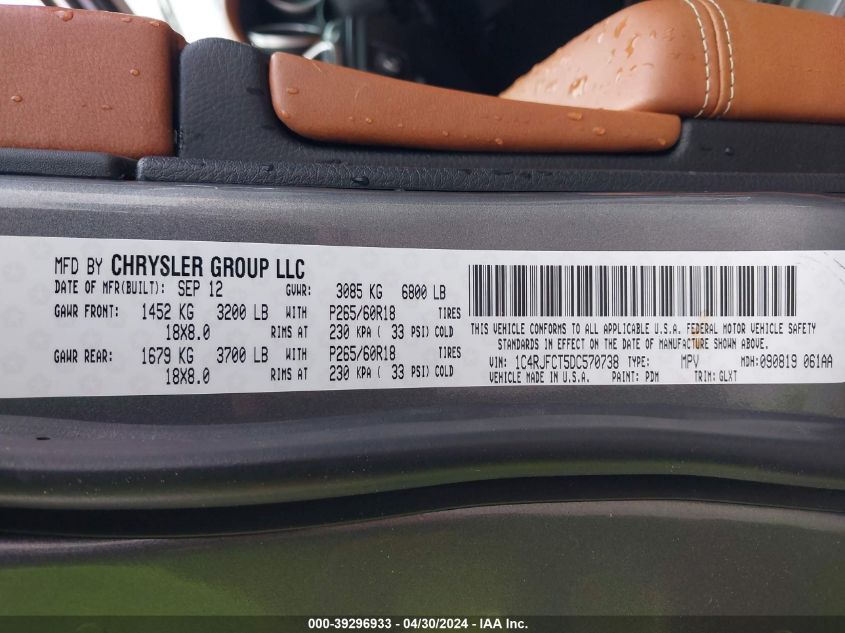 MFD BY CHRYSLER GROUP LLC
DATE OF MFR(BUILT): SEP 12 GVWR: 3085 KG 6800 LB
GAWR FRONT: 1452 KG 3200 LB WITH P265/60R18 TIRES
18X8.0 RIMS AT 230 KPA ( 33 PSI) COLD
GAWR REAR: 1679 KG 3700 LB WITH P265/60R18 TIRES
18X8.0 RIMS AT 230 KPA ( 33 PSI) COLD
THIS VEHICLE CONFORMS TO ALL APPLICABLE U.S.A. FEDERAL MOTOR VEHICLE SAFETY
STANDARDS IN EFFECT ON THE DATE OF MANUFACTURE SHOWN ABOVE.
VIN: 1C4RJFCT5DC570738 TYPE: MPV MDH:090819 061AA
VEHICLE MADE IN U.S.A. PAINT: PDM TRIM: GLXT
000-39296933 - 04/30/2024 - IAA Inc.